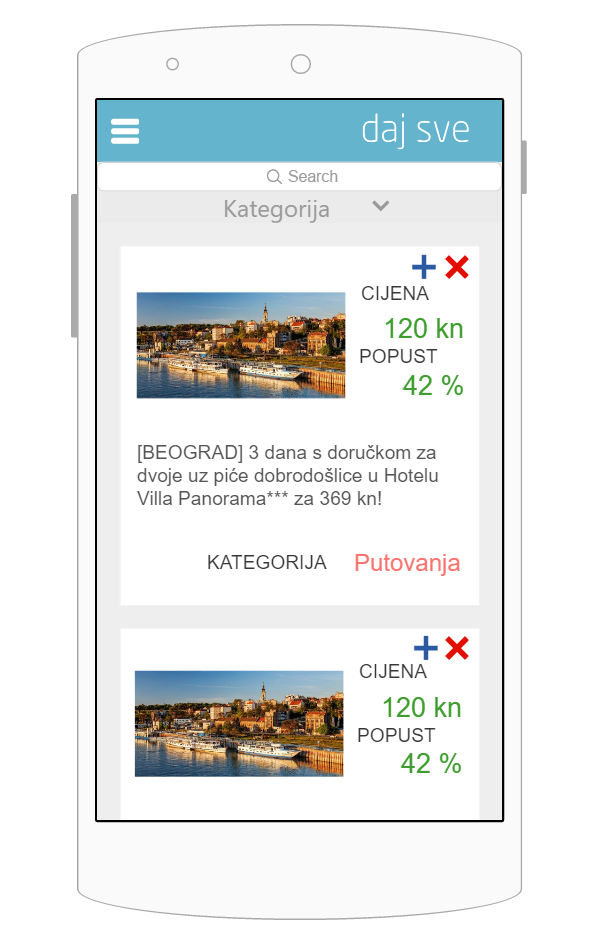 daj sve
Search
Kategorija
CIJENA
120 kn
POPUST
42 %
[BEOGRAD] 3 dana s doručkom za
dvoje uz piće dobrodošlice u Hotelu
Villa Panorama*** za 369 kn!
KATEGORIJA Putovanja
CIJENA
120 kn
POPUST
42 %